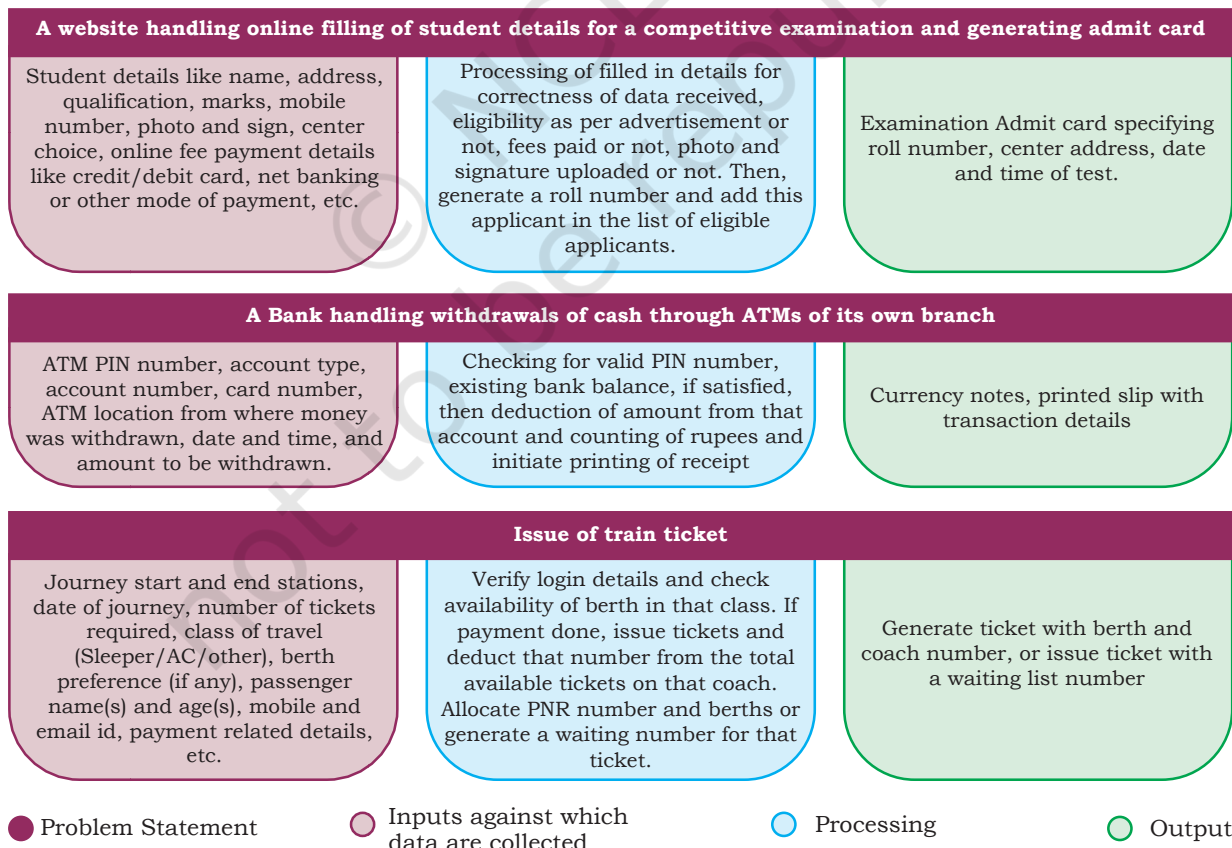 A website handling online filling of student details for a competitive examination and generating admit card
Student details like name, address,
qualification, marks, mobile
number, photo and sign, center
choice, online fee payment details
like credit/debit card, net banking
or other mode of payment, etc.
Processing of filled in details for
correctness of data received,
eligibility as per advertisement or
not, fees paid or not, photo and
signature uploaded or not. Then,
generate a roll number and add this
applicant in the list of eligible
applicants.
Examination Admit card specifying
roll number, center address, date
and time of test.
A Bank handling withdrawals of cash through ATMs of its own branch
ATM PIN number, account type,
account number, card number,
ATM location from where money
was withdrawn, date and time, and
amount to be withdrawn.
Checking for valid PIN number,
existing bank balance, if satisfied,
then deduction of amount from that
account and counting of rupees and
initiate printing of receipt
Currency notes, printed slip with
transaction details
Issue of train ticket
Journey start and end stations,
date of journey, number of tickets
required, class of travel
(Sleeper/AC/other), berth
preference (if any), passenger
name(s) and age(s), mobile and
email id, payment related details,
etc.
Verify login details and check
availability of berth in that class. If
payment done, issue tickets and
deduct that number from the total
available tickets on that coach.
Allocate PNR number and berths or
generate a waiting number for that
ticket.
Generate ticket with berth and
coach number, or issue ticket with
a waiting list number
Problem Statement
Inputs against which
data are collected
Processing
Output
© NC
not to be repu